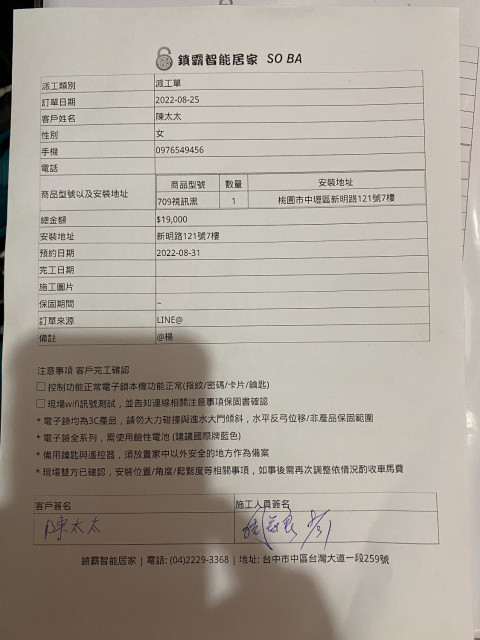 鎖霸智能居家 SO BA
派工類別 派工單
訂單日期 2022-08-25
客戶姓名 陳太太
性別 女
手機 0976549456
電話
商品型號以及安裝地址 商品型號 數量 安裝地址
709視訊黑 1 桃園市中壢區新明路121號7樓
總金額 $19,000
安裝地址 新明路121號7樓
預約日期 2022-08-31
完工日期
施工圖片
保固期間 –
訂單來源 LINE@
備註 @楊
注意事項 客戶完工確認
□ 控制功能正常電子鎖本機功能正常(指紋/密碼/卡片/鑰匙)
□ 現場wifi訊號測試，並告知連線相關注意事項保固書確認
* 電子鎖均為3C產品，請勿大力碰撞與進水大門傾斜，水平反弓位移/非產品保固範圍
* 電子鎖全系列，需使用鹼性電池 (建議國際牌藍色)
* 備用鑰匙與遙控器，須放置家中以外安全的地方作為備案
* 現場雙方已確認，安裝位置/角度/鬆緊度等相關事項，如事後需再次調整依情況酌收車馬費
客戶簽名 施工人員簽名
陳太太
鎖霸智能居家 | 電話: (04)2229-3368 | 地址: 台中市中區台灣大道一段259號